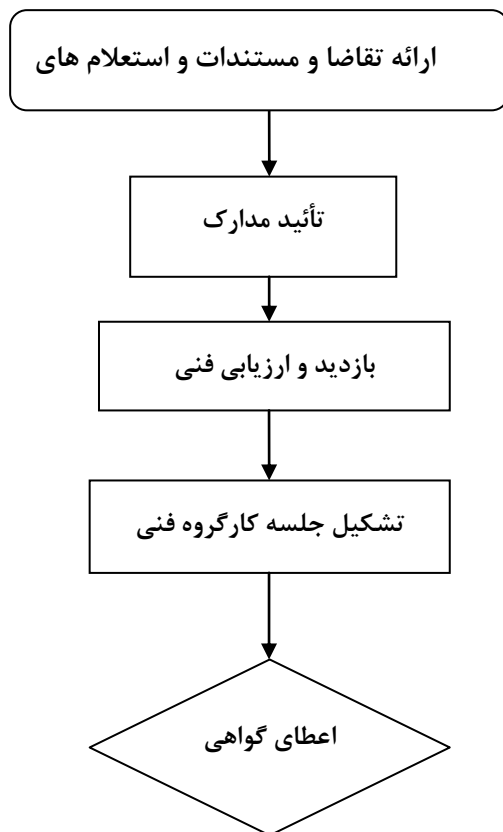 ارائه تقاضا و مستندات و استعلام های
تأئید مدارک
بازدید و ارزیابی فنی
تشکیل جلسه کارگروه فنی
اعطای گواهی